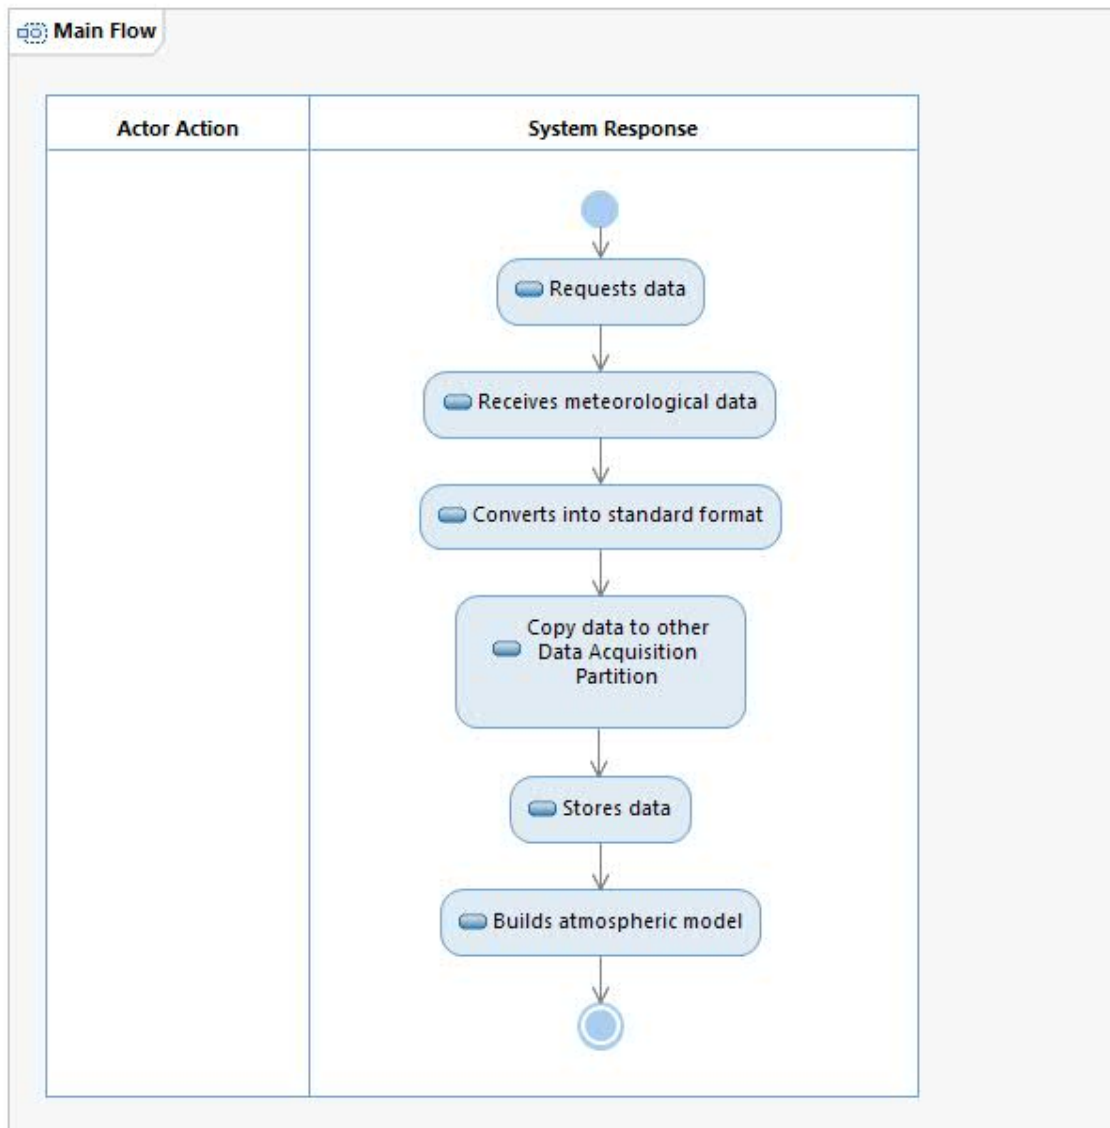 Main Flow
Actor Action
System Response
Requests data
Receives meteorological data
Converts into standard format
Copy data to other
Data Acquisition
Partition
Stores data
Builds atmospheric model